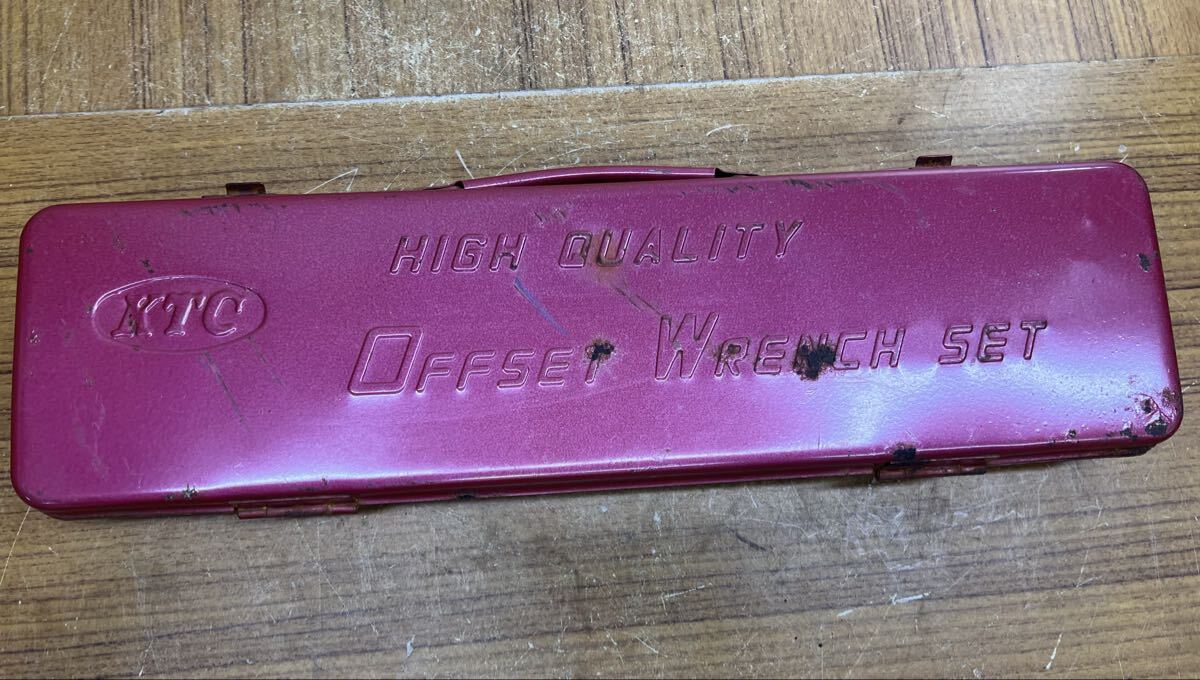 HIGH QUALITY
KTC
OFFSET WRENCH SET